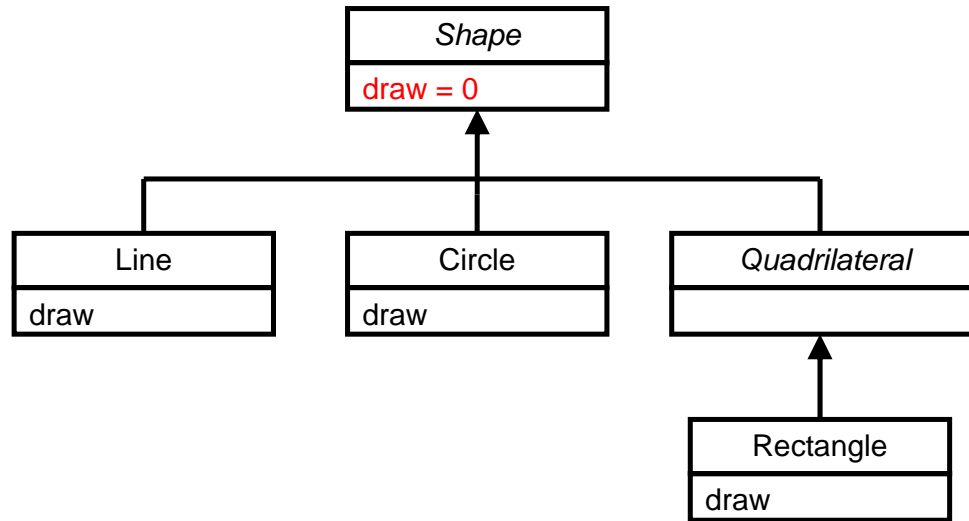 Shape
draw = 0
Line
draw
Circle
draw
Quadrilateral
Rectangle
draw